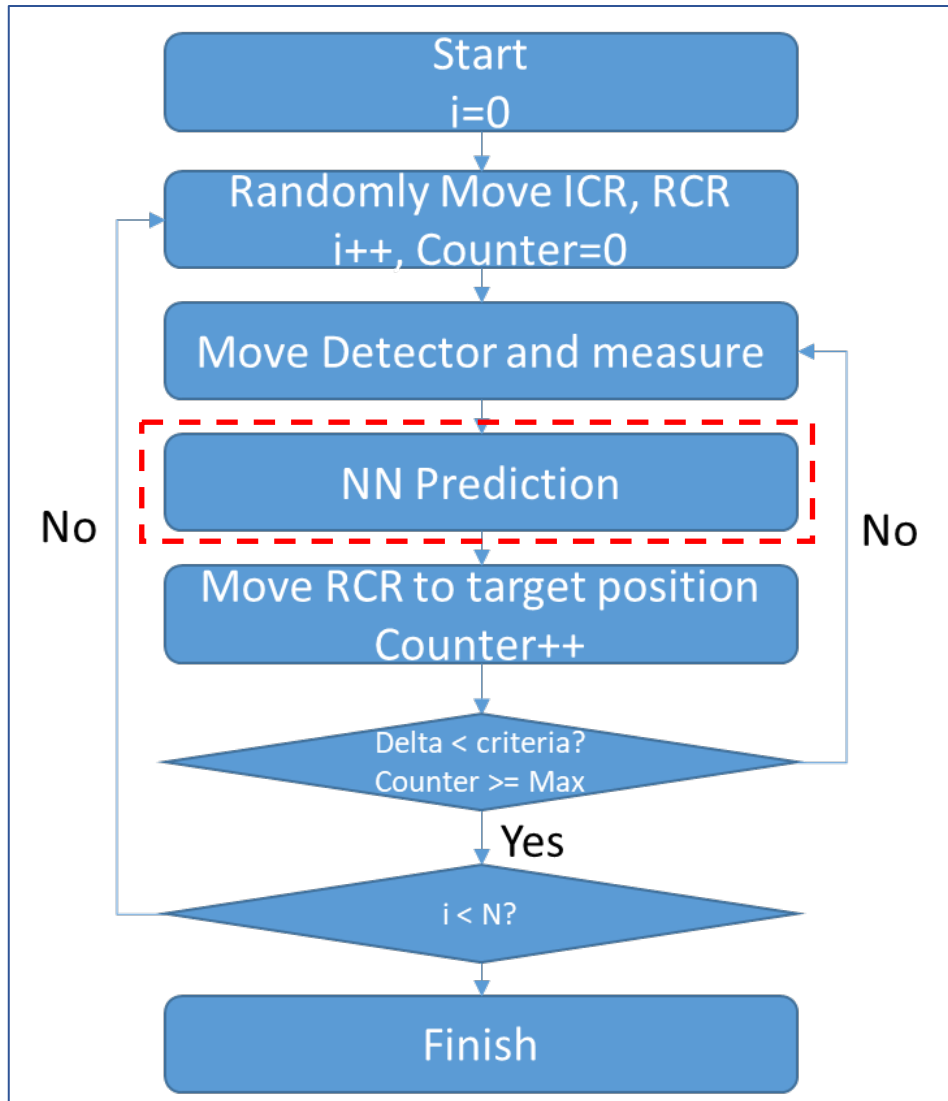 Start
i=0
Randomly Move ICR, RCR
i++, Counter=0
Move Detector and measure
NN Prediction
No
No
Move RCR to target position
Counter++
Delta < criteria?
Counter >= Max
Yes
i < N?
Finish